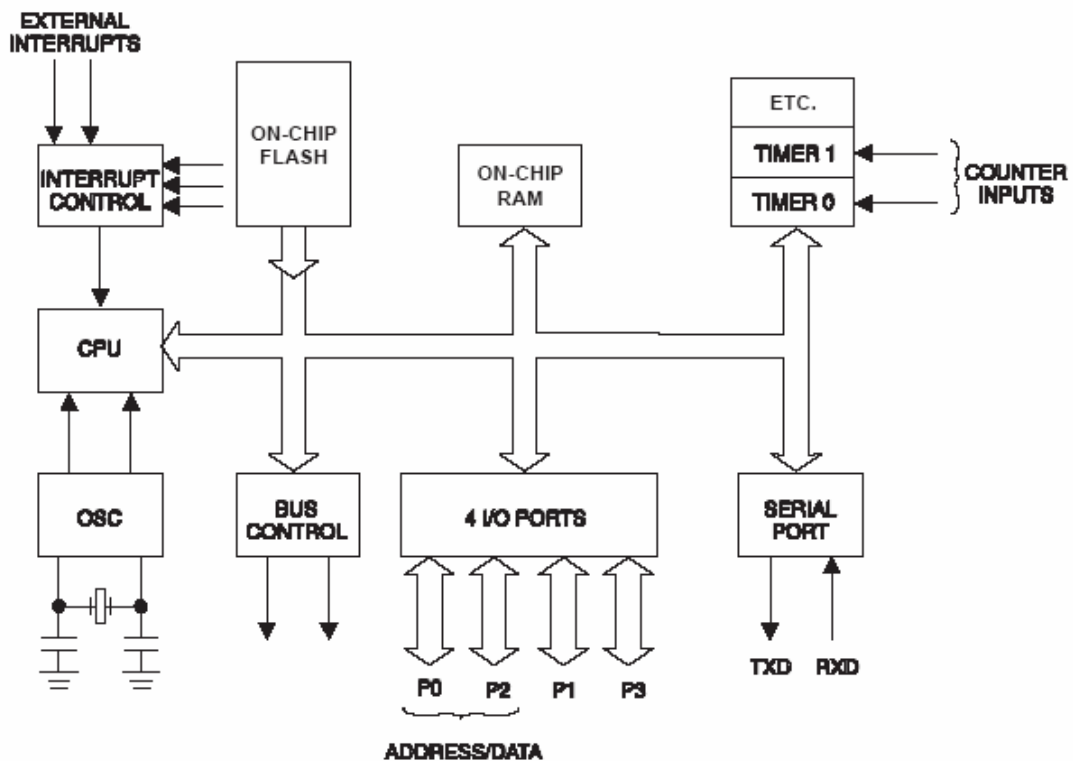 EXTERNAL
INTERRUPTS
ON-CHIP
FLASH
ETC.
TIMER 1
TIMER 0
COUNTER
INPUTS
INTERRUPT
CONTROL
ON-CHIP
RAM
CPU
OSC
BUS
CONTROL
4 I/O PORTS
SERIAL
PORT
P0 P2 P1 P3
TXD RXD
ADDRESS/DATA